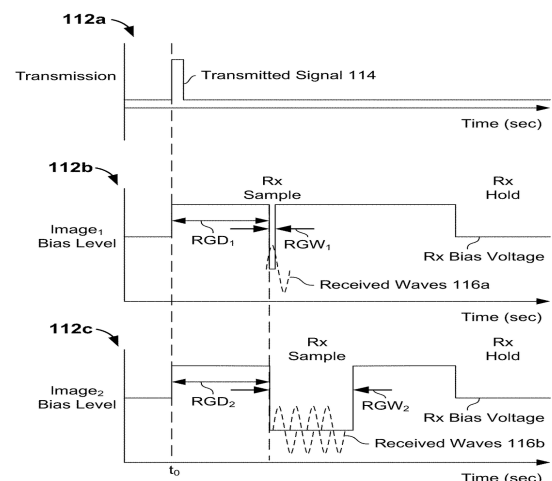 112a
Transmission
Transmitted Signal 114
Time (sec)
112b
Rx
Sample
Rx
Hold
Image1
Bias Level
RGD1
RGW1
Rx Bias Voltage
Received Waves 116a
Time (sec)
112c
Rx
Sample
Rx
Hold
Image2
Bias Level
RGD2
RGW2
Rx Bias Voltage
Received Waves 116b
t0
Time (sec)